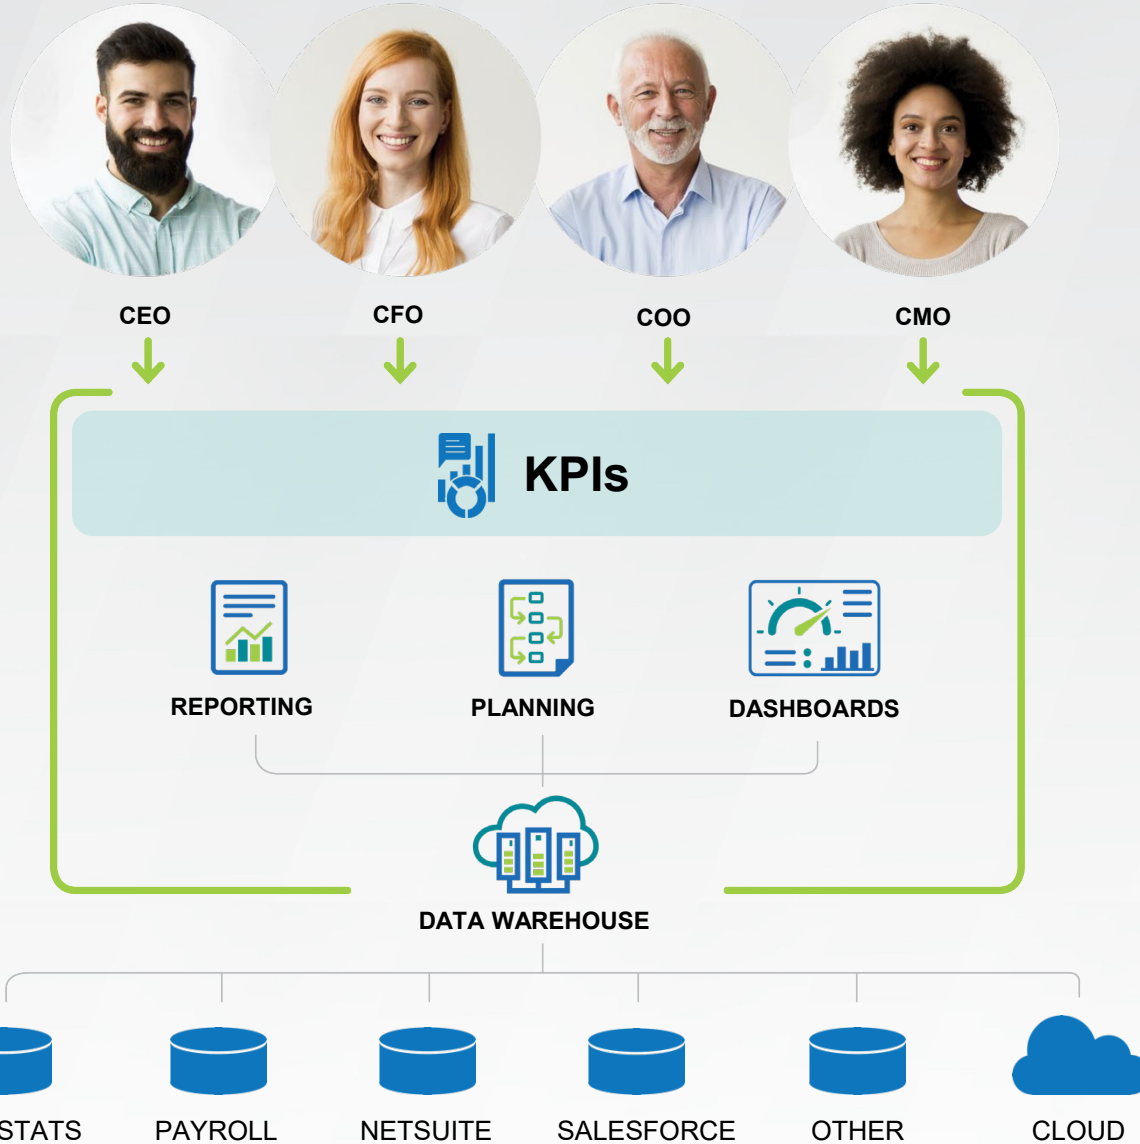 CEO
CFO
COO
CMO
KPIs
REPORTING
PLANNING
DASHBOARDS
DATA WAREHOUSE
STATS
PAYROLL
NETSUITE
SALESFORCE
OTHER
CLOUD